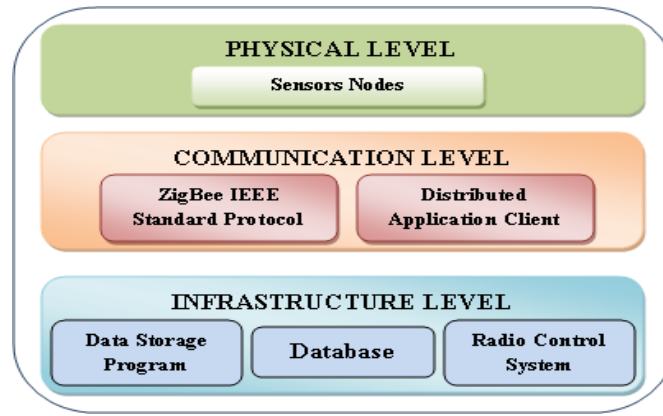 PHYSICAL LEVEL
Sensors Nodes
COMMUNICATION LEVEL
ZigBee IEEE
Standard Protocol
Distributed
Application Client
INFRASTRUCTURE LEVEL
Data Storage
Program
Database
Radio Control
System